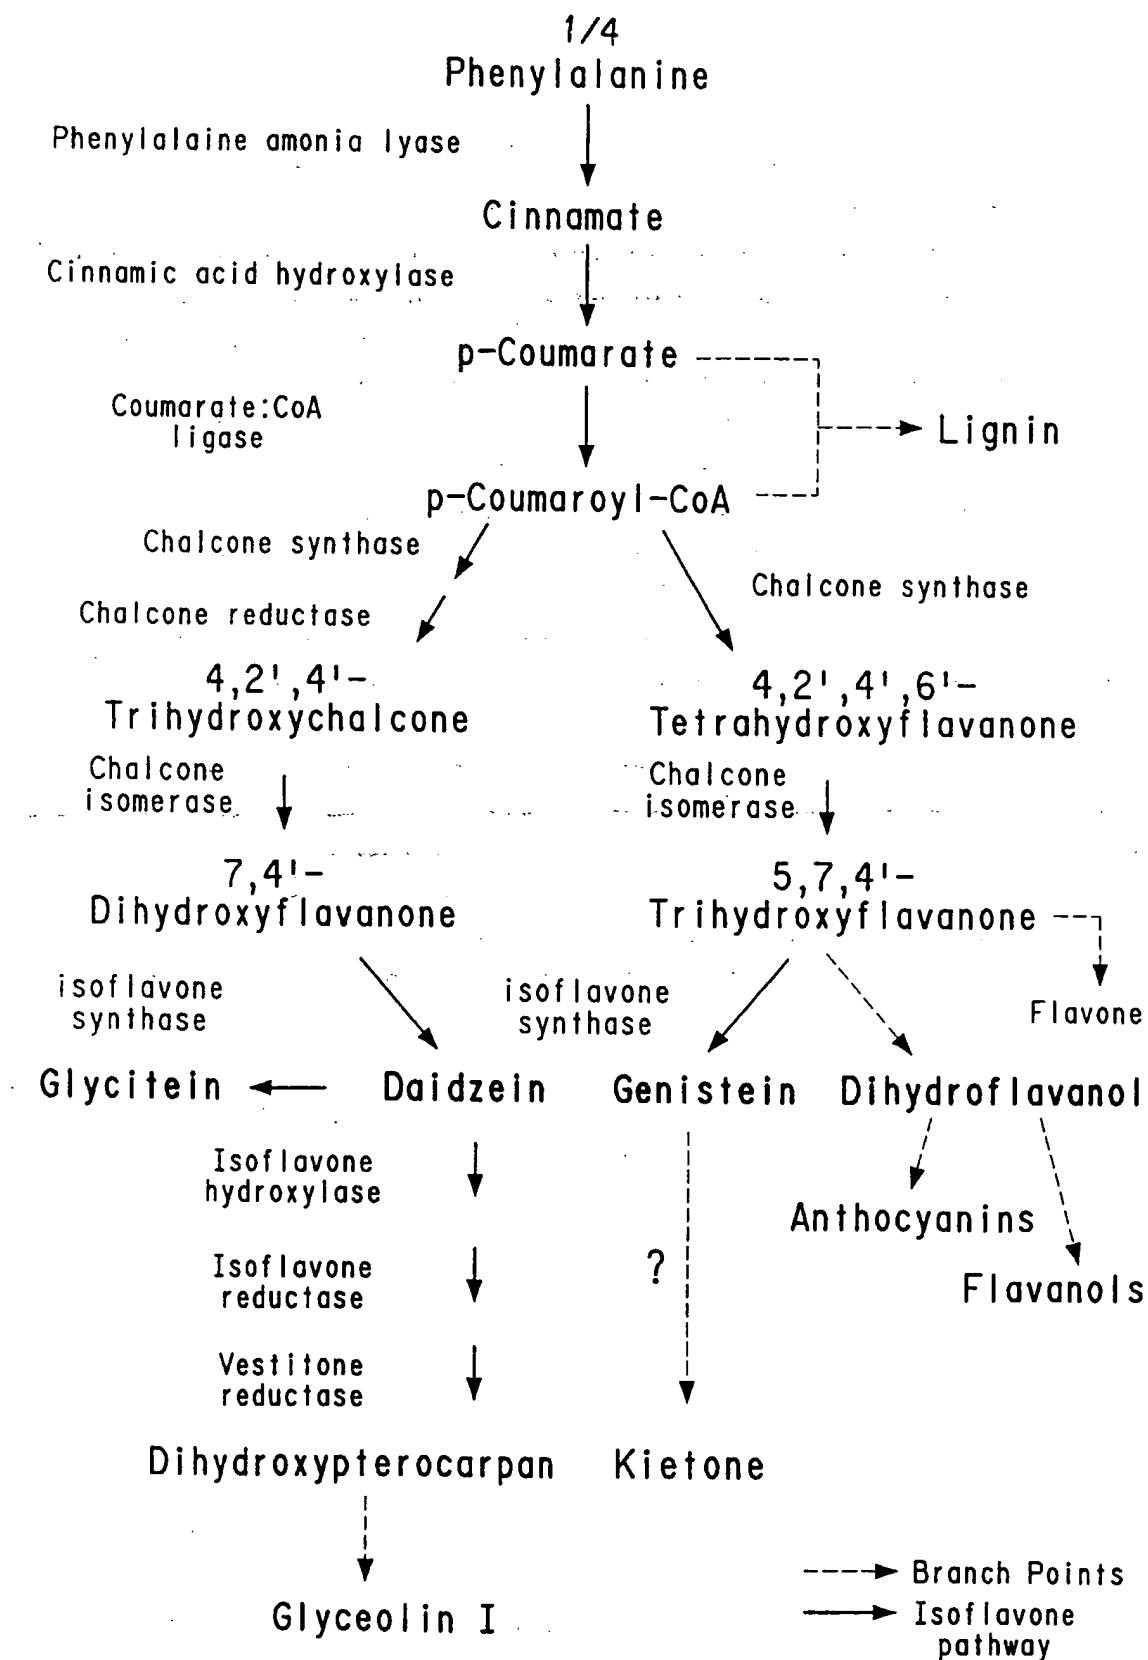 1/4
Phenylalanine
Phenylalaine amonia lyase
Cinnamate
Cinnamic acid hydroxylase
p-Coumarate
Coumarate:CoA
ligase
Lignin
p-Coumaroyl-CoA
Chalcone synthase
Chalcone synthase
Chalcone reductase
4,2',4'-
Trihydroxychalcone
4,2',4',6'-
Tetrahydroxyflavanone
Chalcone
isomerase
Chalcone
isomerase
7,4'-
Dihydroxyflavanone
5,7,4'-
Trihydroxyflavanone
isoflavone
synthase
isoflavone
synthase
Flavone
Glycitein
Daidzein
Genistein
Dihydroflavanol
Isoflavone
hydroxylase
Anthocyanins
Isoflavone
reductase
?
Flavanols
Vestitone
reductase
Dihydroxypterocarpan
Kietone
Glyceolin I
Branch Points
Isoflavone
pathway